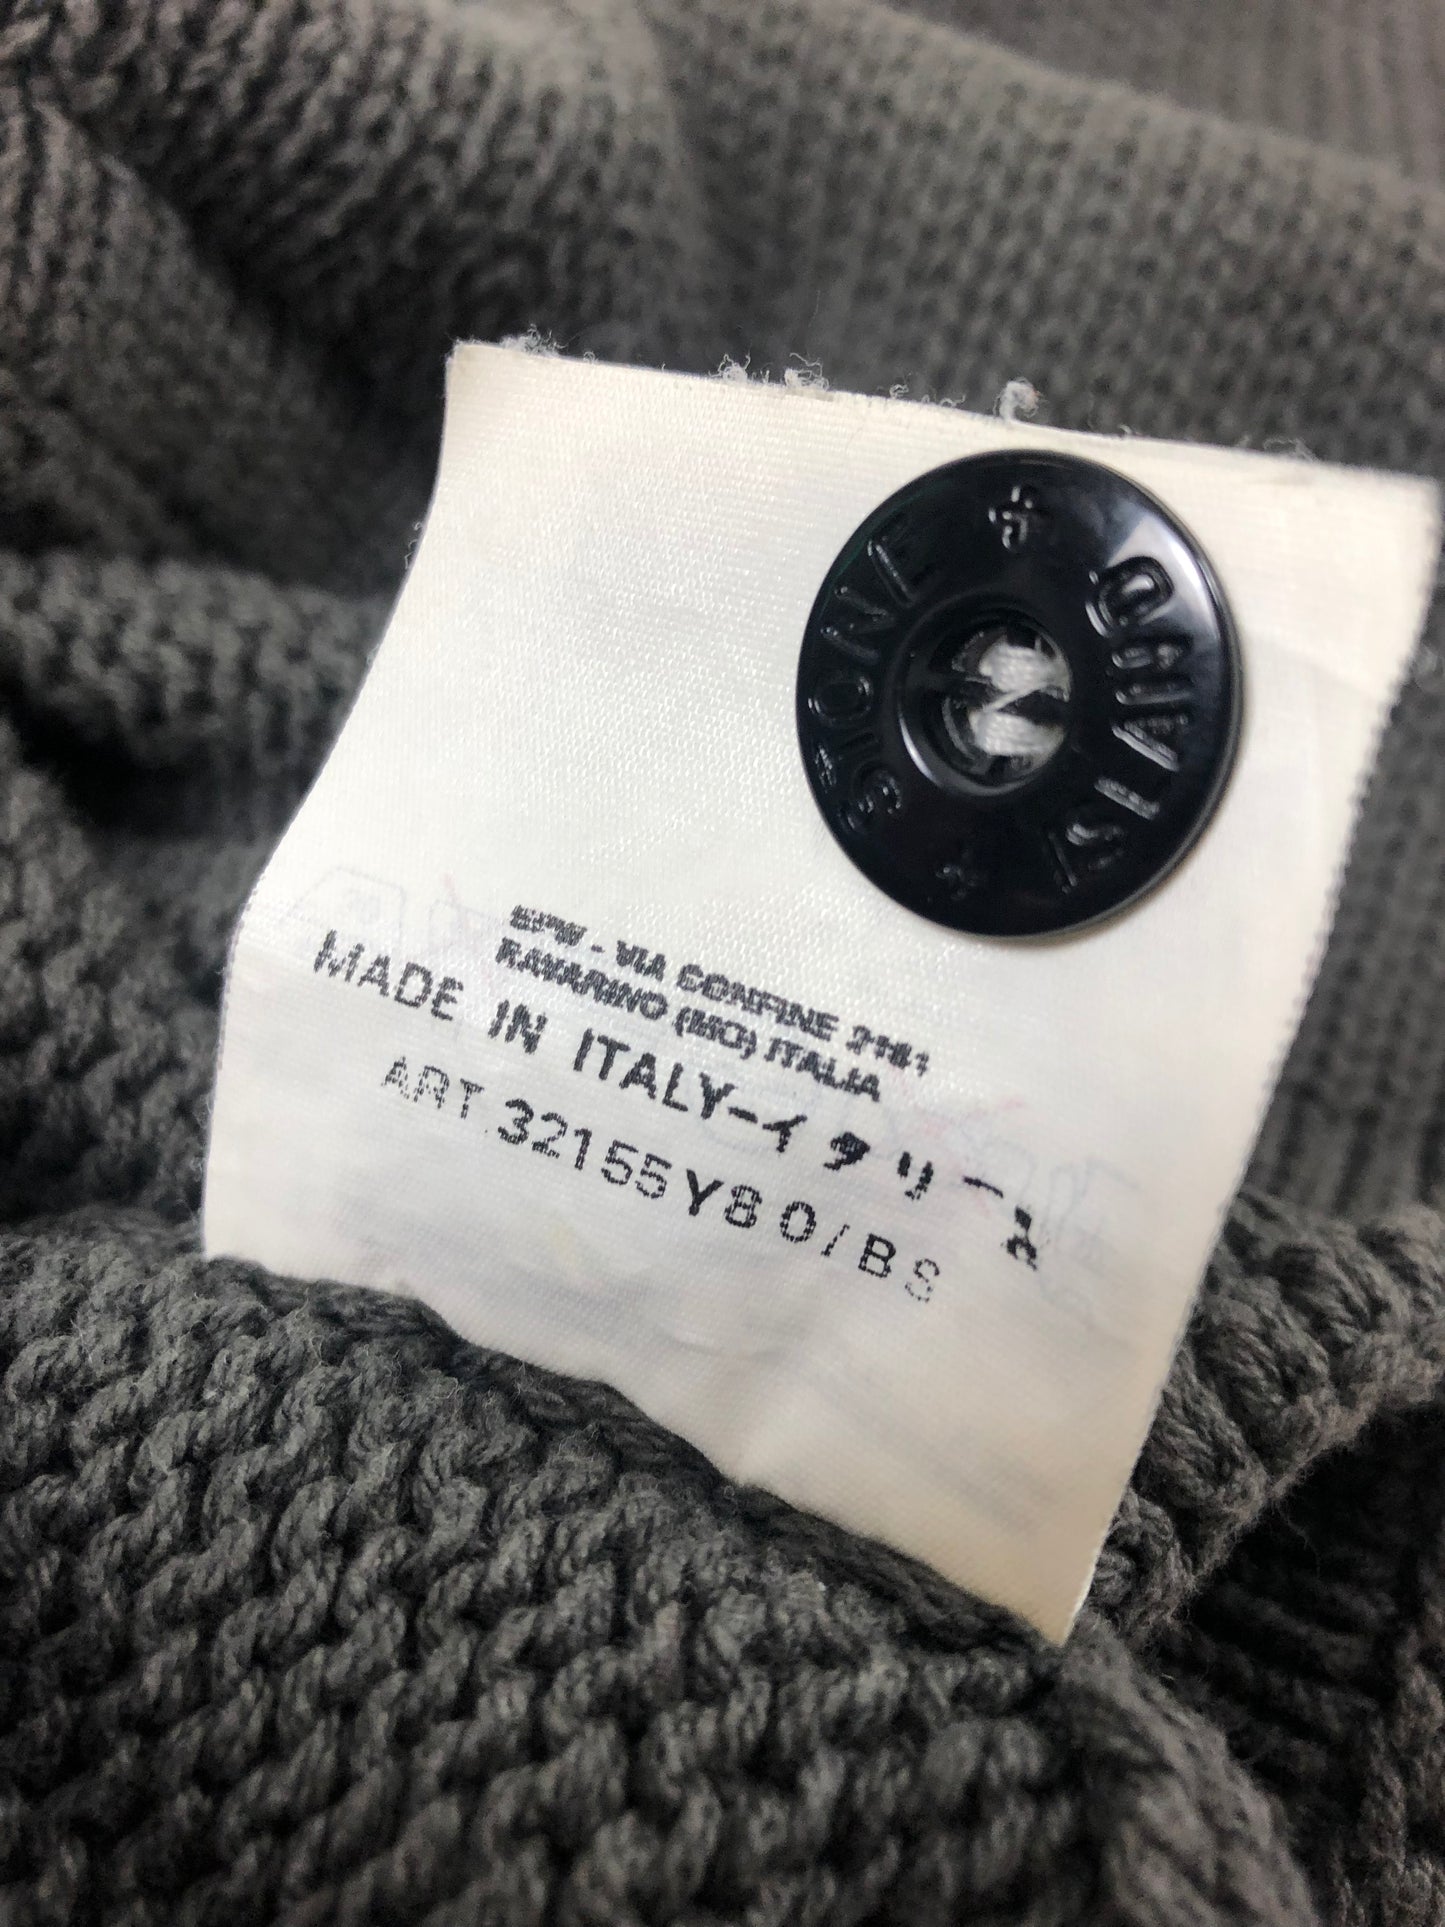 STONE ISLAND
SPW - VIA CONFINE 2161
RAVARINO (MO) ITALIA
MADE IN ITALY-イタリー製
ART.32155Y80/BS